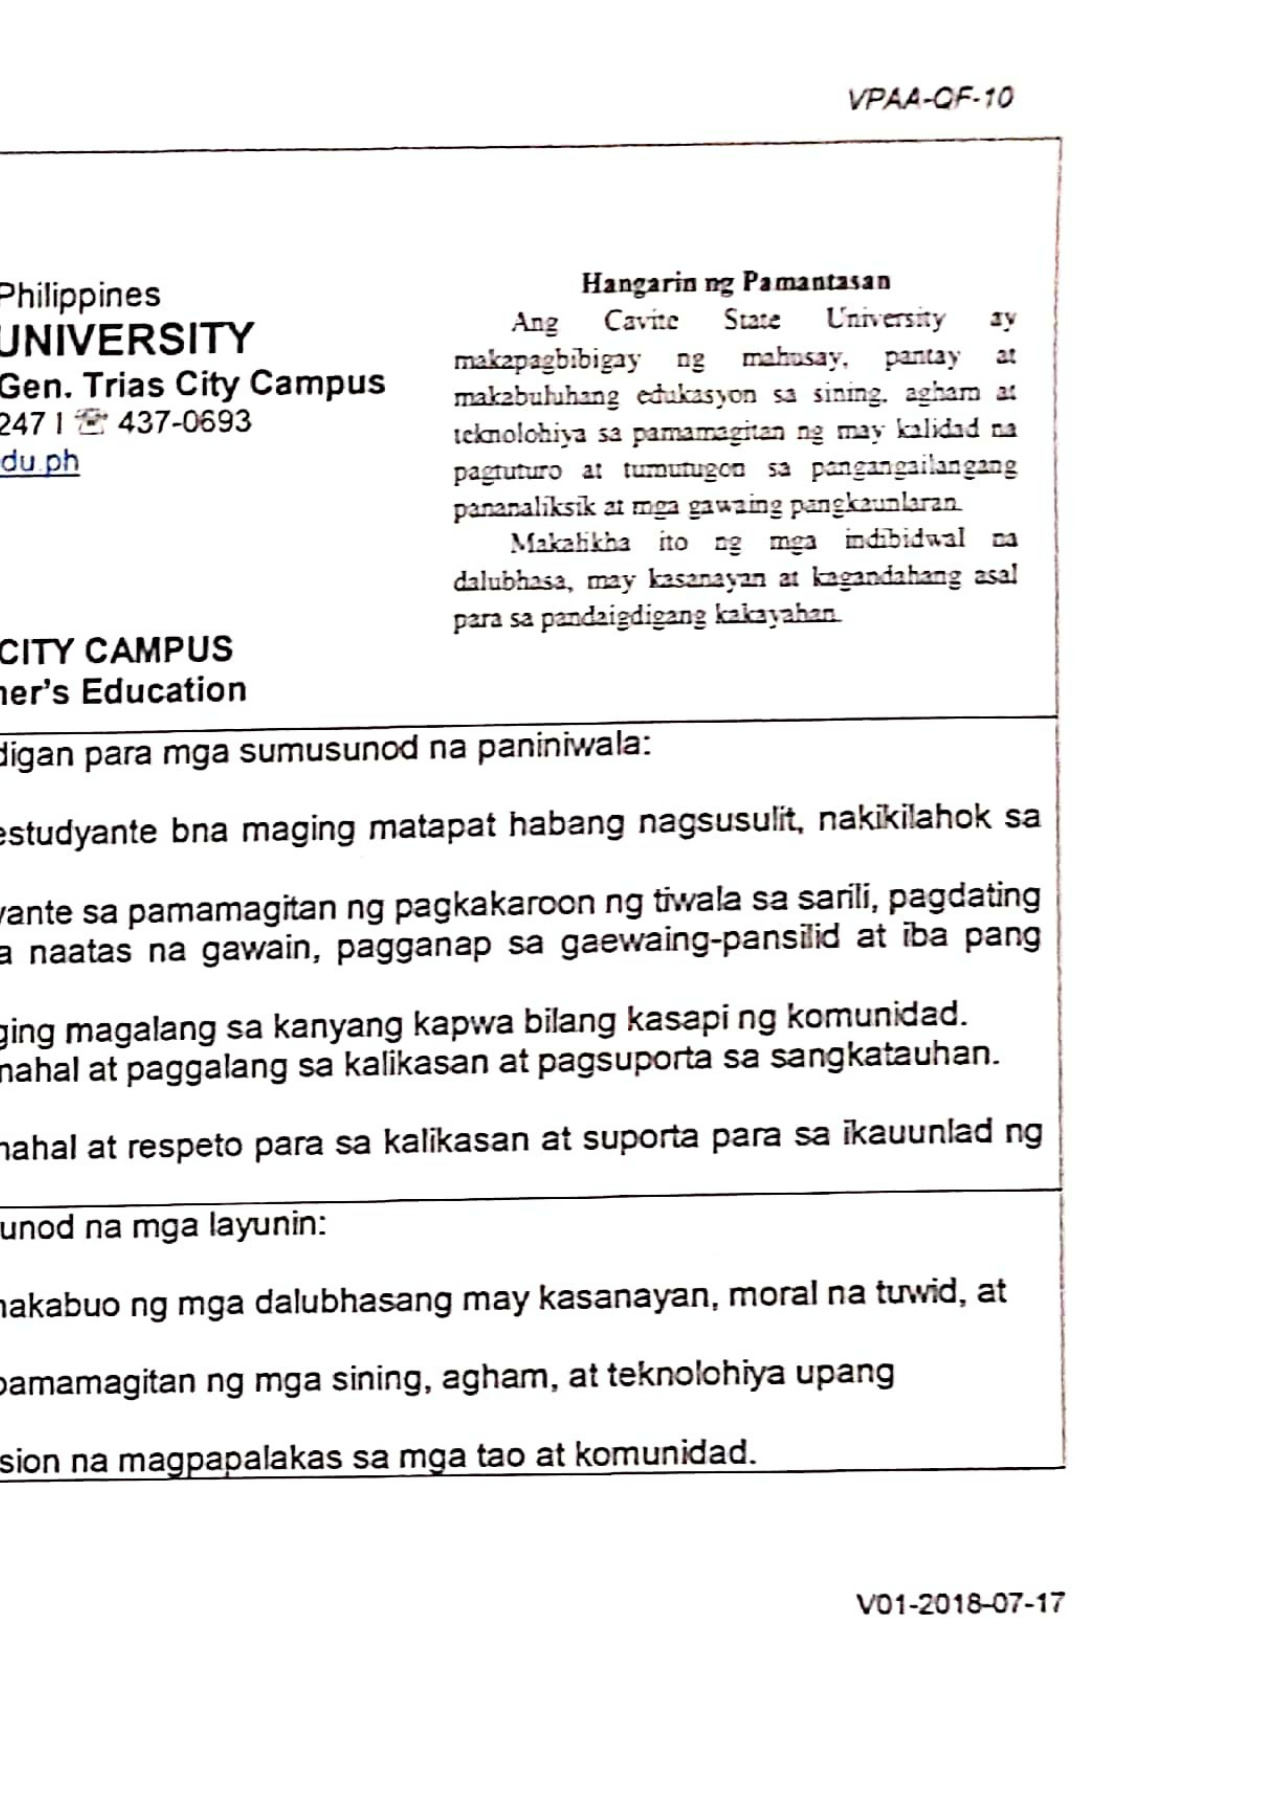 VPAA-QF-10
Philippines
UNIVERSITY
Gen. Trias City Campus
247 I ☏ 437-0693
du.ph
CITY CAMPUS
ner's Education
Hangarin ng Pamantasan
Ang Cavite State University ay
makapagbibigay ng mahusay, pantay at
makabuluhang edukasyon sa sining, agham at
teknolohiya sa pamamagitan ng may kalidad na
pagtuturo at tumutugon sa pangangailangang
pananaliksik at mga gawaing pangkaunlaran.
Makalikha ito ng mga indibidwal na
dalubhasa, may kasanayan at kagandahang asal
para sa pandaigdigang kakayahan.
digan para mga sumusunod na paniniwala:
estudyante bna maging matapat habang nagsusulit, nakikilahok sa
yante sa pamamagitan ng pagkakaroon ng tiwala sa sarili, pagdating
a naatas na gawain, pagganap sa gaewaing-pansilid at iba pang
ging magalang sa kanyang kapwa bilang kasapi ng komunidad.
mahal at paggalang sa kalikasan at pagsuporta sa sangkatauhan.
mahal at respeto para sa kalikasan at suporta para sa ikauunlad ng
unod na mga layunin:
nakabuo ng mga dalubhasang may kasanayan, moral na tuwid, at
pamamagitan ng mga sining, agham, at teknolohiya upang
sion na magpapalakas sa mga tao at komunidad.
V01-2018-07-17